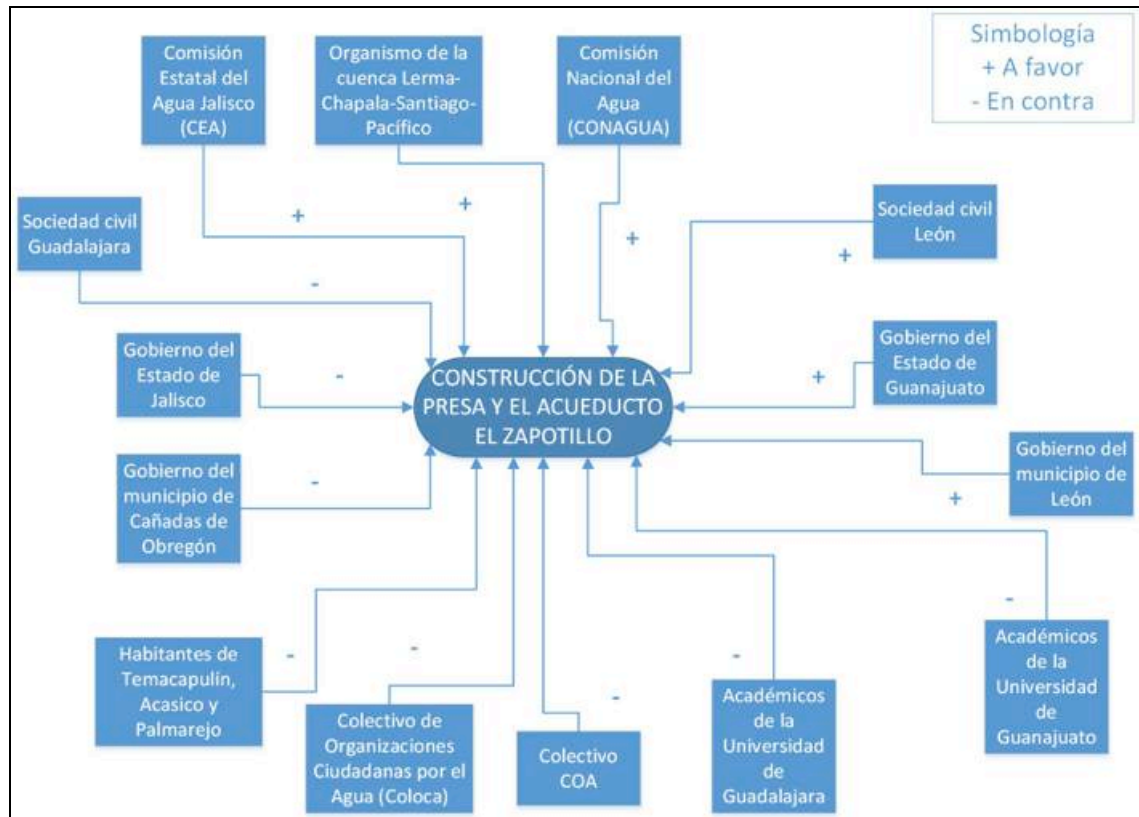 Comisión
Estatal del
Agua Jalisco
(CEA)
Organismo de la
cuenca Lerma-
Chapala-Santiago-
Pacífico
Comisión
Nacional del
Agua
(CONAGUA)
Simbología
+ A favor
- En contra
+
+
+
Sociedad civil
Guadalajara
-
Sociedad civil
León
+
Gobierno del
Estado de
Jalisco
-
CONSTRUCCIÓN DE LA
PRESA Y EL ACUEDUCTO
EL ZAPOTILLO
Gobierno del
Estado de
Guanajuato
+
Gobierno del
municipio de
Cañadas de
Obregón
-
Gobierno del
municipio de
León
+
Habitantes de
Temacapulín,
Acasico y
Palmarejo
-
Colectivo de
Organizaciones
Ciudadanas por el
Agua (Coloca)
-
Colectivo
COA
-
Académicos
de la
Universidad
de
Guadalajara
-
Académicos
de la
Universidad
de
Guanajuato
-